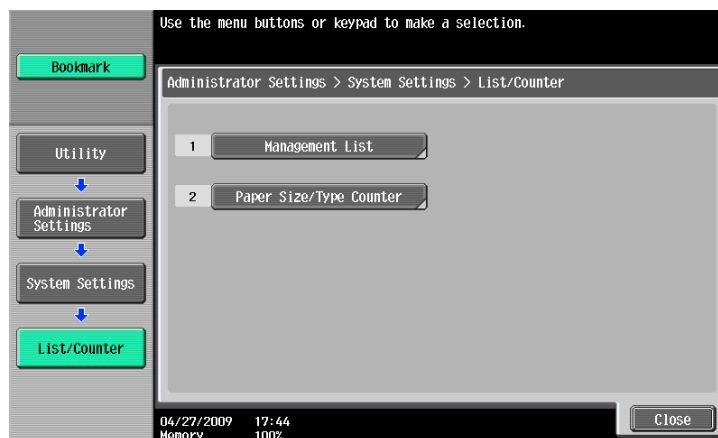 Use the menu buttons or keypad to make a selection.
Bookmark
Administrator Settings > System Settings > List/Counter
Utility
Administrator
Settings
System Settings
List/Counter
1 Management List
2 Paper Size/Type Counter
04/27/2009 17:44
Memory 100%
Close